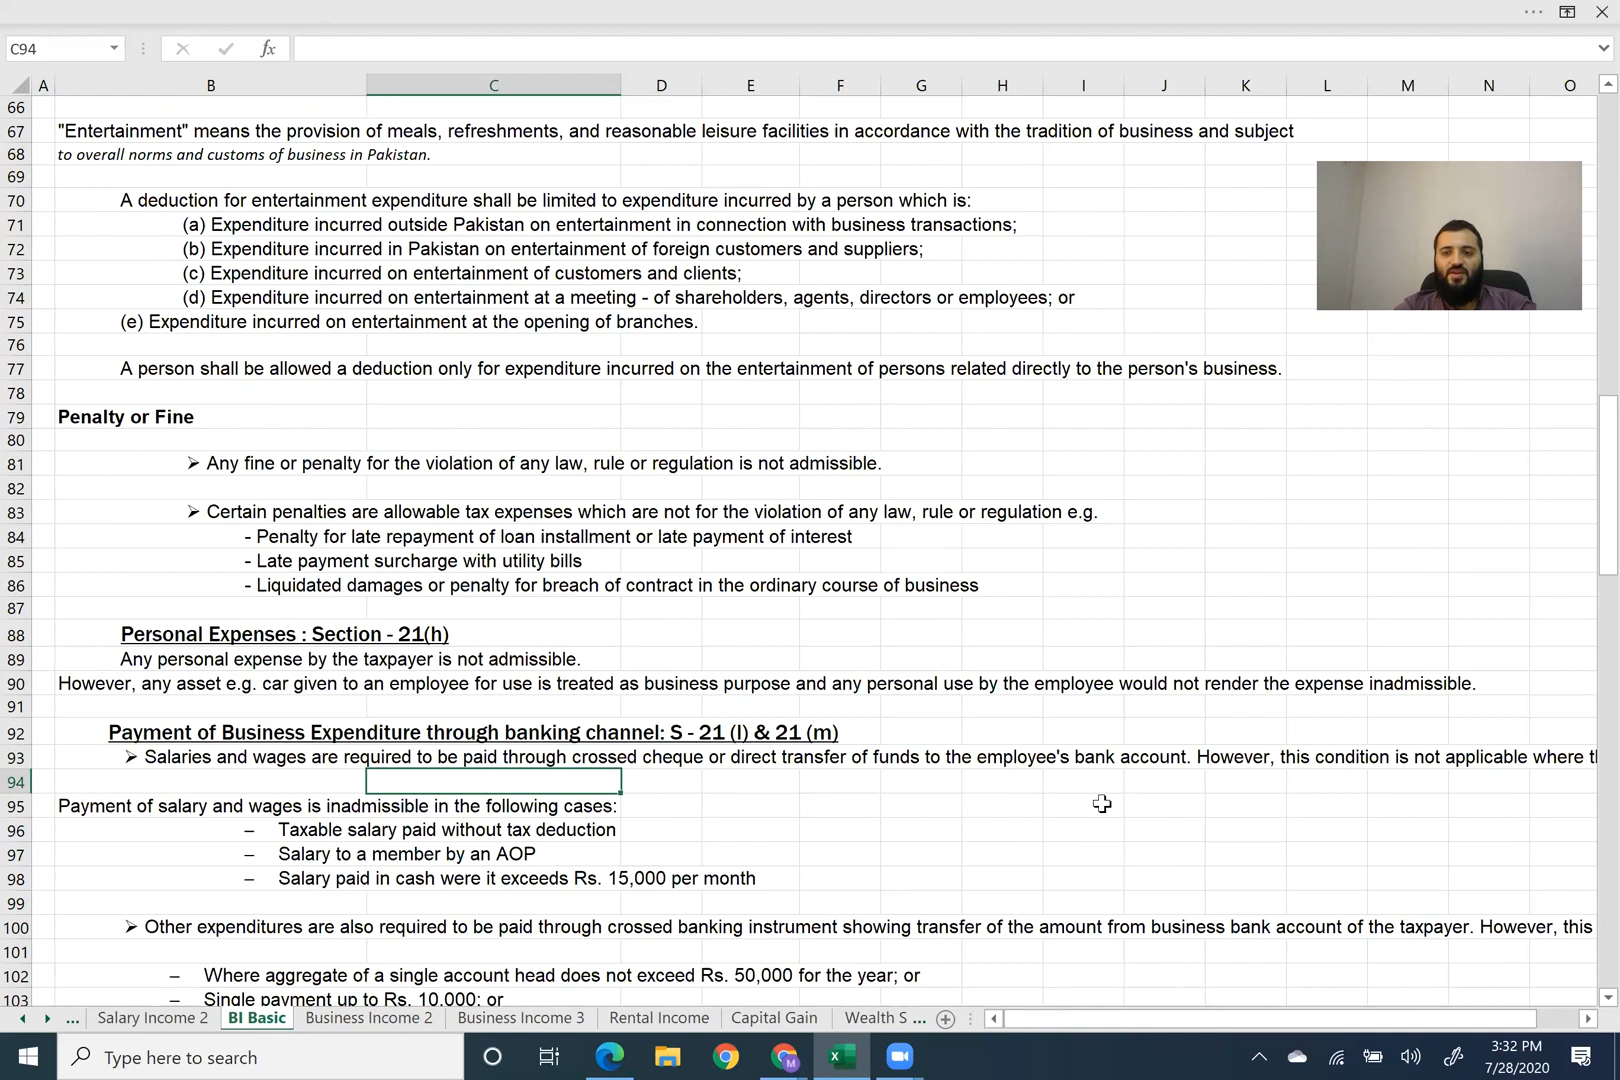 C94
fx
A B C D E F G H I J K L M N O
66
67 "Entertainment" means the provision of meals, refreshments, and reasonable leisure facilities in accordance with the tradition of business and subject
68 to overall norms and customs of business in Pakistan.
69
70 A deduction for entertainment expenditure shall be limited to expenditure incurred by a person which is:
71 (a) Expenditure incurred outside Pakistan on entertainment in connection with business transactions;
72 (b) Expenditure incurred in Pakistan on entertainment of foreign customers and suppliers;
73 (c) Expenditure incurred on entertainment of customers and clients;
74 (d) Expenditure incurred on entertainment at a meeting - of shareholders, agents, directors or employees; or
75 (e) Expenditure incurred on entertainment at the opening of branches.
76
77 A person shall be allowed a deduction only for expenditure incurred on the entertainment of persons related directly to the person's business.
78
79 Penalty or Fine
80
81 ➢ Any fine or penalty for the violation of any law, rule or regulation is not admissible.
82
83 ➢ Certain penalties are allowable tax expenses which are not for the violation of any law, rule or regulation e.g.
84 - Penalty for late repayment of loan installment or late payment of interest
85 - Late payment surcharge with utility bills
86 - Liquidated damages or penalty for breach of contract in the ordinary course of business
87
88 Personal Expenses : Section - 21(h)
89 Any personal expense by the taxpayer is not admissible.
90 However, any asset e.g. car given to an employee for use is treated as business purpose and any personal use by the employee would not render the expense inadmissible.
91
92 Payment of Business Expenditure through banking channel: S - 21 (l) & 21 (m)
93 ➢ Salaries and wages are required to be paid through crossed cheque or direct transfer of funds to the employee's bank account. However, this condition is not applicable where
94
95 Payment of salary and wages is inadmissible in the following cases:
96 – Taxable salary paid without tax deduction
97 – Salary to a member by an AOP
98 – Salary paid in cash were it exceeds Rs. 15,000 per month
99
100 ➢ Other expenditures are also required to be paid through crossed banking instrument showing transfer of the amount from business bank account of the taxpayer. However, this
101
102 – Where aggregate of a single account head does not exceed Rs. 50,000 for the year; or
103 – Single payment up to Rs. 10,000; or
... Salary Income 2 BI Basic Business Income 2 Business Income 3 Rental Income Capital Gain Wealth S ...
Type here to search
M
3:32 PM
7/28/2020